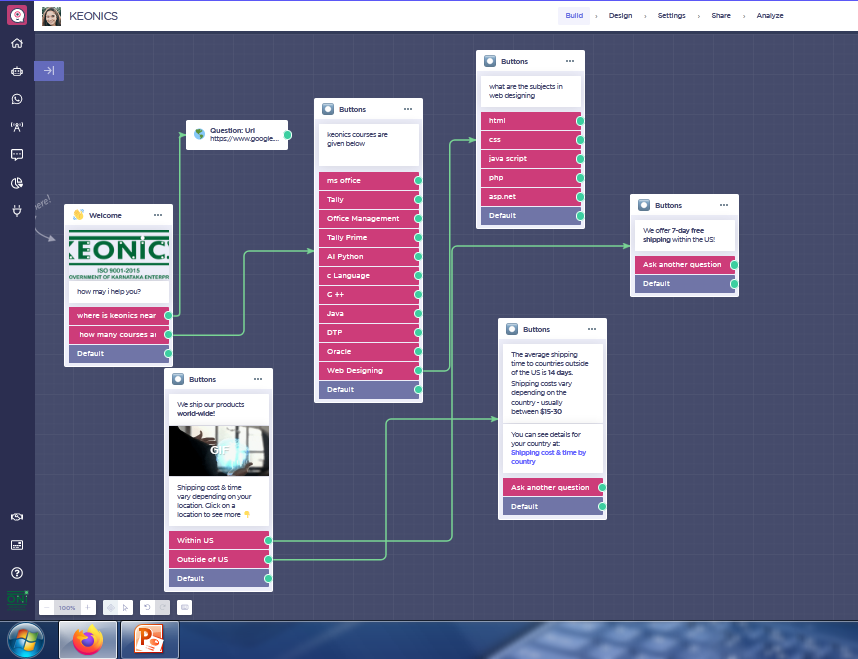 KEONICS
Build
Design
Settings
Share
Analyze
here!
Welcome
KEONICS
ISO 9001-2015
GOVERNMENT OF KARNATAKA ENTERPR
how may i help you?
where is keonics near
how many courses a
Default
Question: Url
https://www.google...
Buttons
keonics courses are
given below
ms office
Tally
Office Management
Tally Prime
AI Python
c Language
C ++
Java
DTP
Oracle
Web Designing
Default
Buttons
what are the subjects in
web designing
html
css
java script
php
asp.net
Default
Buttons
We offer 7-day free
shipping within the US!
Ask another question
Default
Buttons
The average shipping
time to countries outside
of the US is 14 days.
Shipping costs vary
depending on the
country - usually
between $15-30
You can see details for
your country at:
Shipping cost & time by
country
Ask another question
Default
Buttons
We ship our products
world-wide!
GIF
Shipping cost & time
vary depending on your
location. Click on a
location to see more 👇
Within US
Outside of US
Default
100%